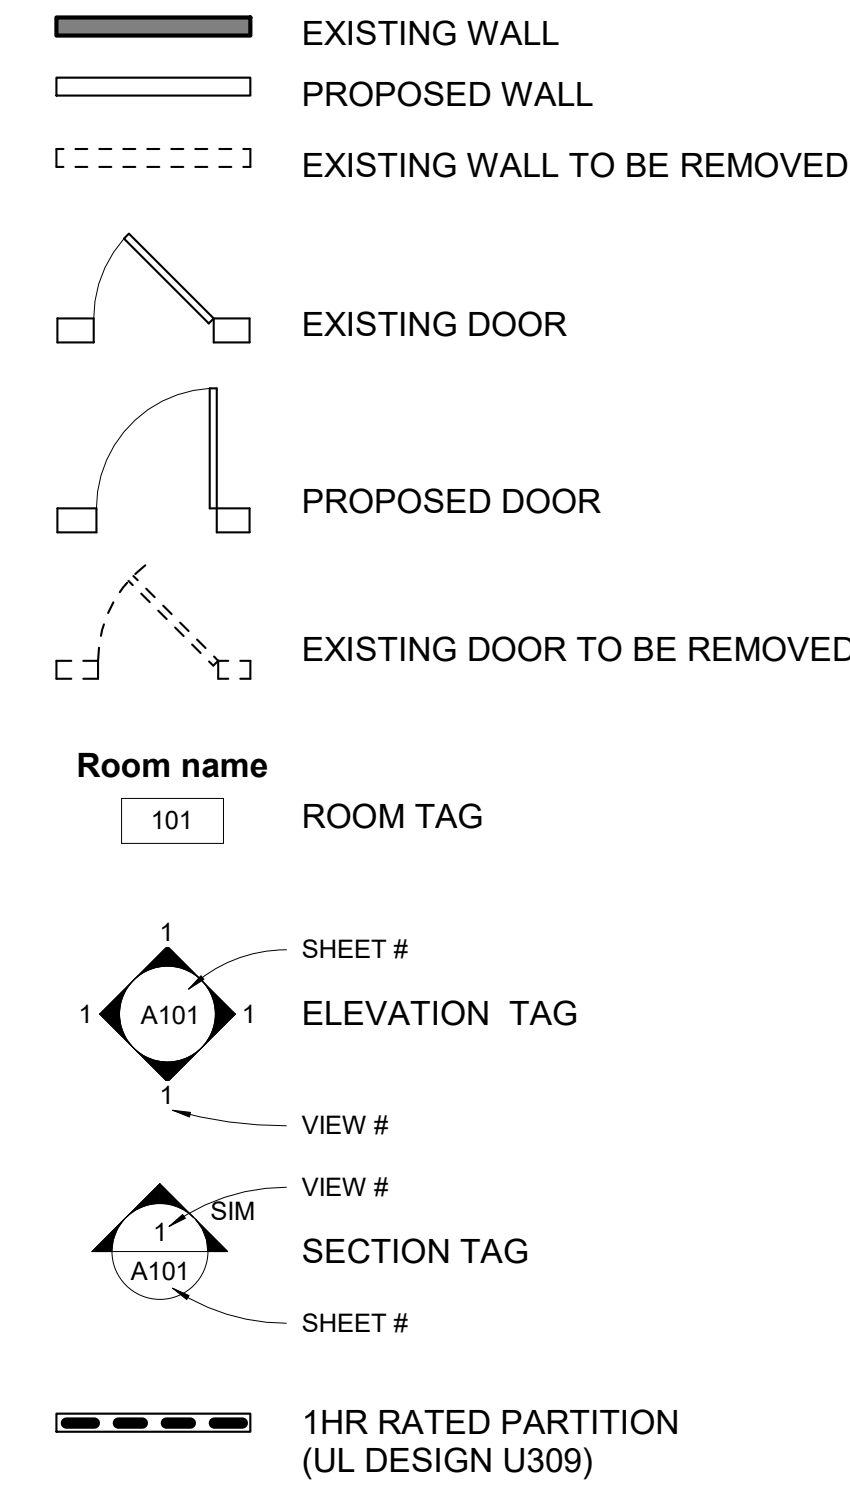 EXISTING WALL
PROPOSED WALL
EXISTING WALL TO BE REMOVED
EXISTING DOOR
PROPOSED DOOR
EXISTING DOOR TO BE REMOVED
Room name
101
ROOM TAG
1
SHEET #
1
A101
1
ELEVATION TAG
1
VIEW #
VIEW #
SIM
1
SECTION TAG
A101
SHEET #
1HR RATED PARTITION
(UL DESIGN U309)